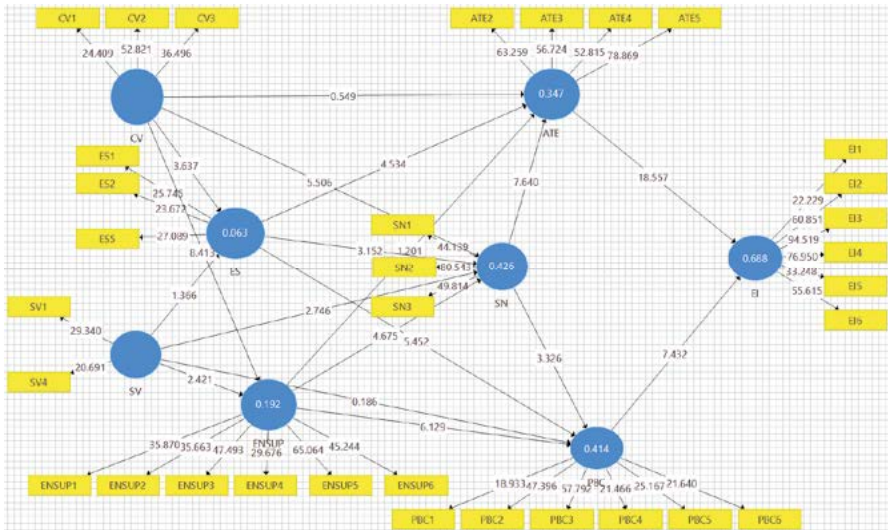 CV1 CV2 CV3 ATE2 ATE3 ATE4 ATE5
24.409 52.821 36.496 63.259 56.724 52.815 78.869
0.549 0.347
CV ATE
ES1 3.637 4.534 EI1
ES2 25.745 5.506 7.640 18.557 EI2
23.672 22.229
SN1 60.851 EI3
ES5 27.089 0.063 44.139 94.519
8.413 3.152 1.201 0.426 0.688 76.950 EI4
ES SN2 60.543 EI
SN3 49.814 SN 33.248 EI5
1.366 2.746 55.615 EI6
SV1 4.675 5.452
29.340 3.326 7.432
SV4 20.691 2.421 0.186
SV 0.192 6.129
ENSUP 0.414
35.870 35.663 47.493 29.676 65.064 45.244 PBC
ENSUP1 ENSUP2 ENSUP3 ENSUP4 ENSUP5 ENSUP6
18.933 47.396 57.792 21.466 25.167 21.640
PBC1 PBC2 PBC3 PBC4 PBC5 PBC6